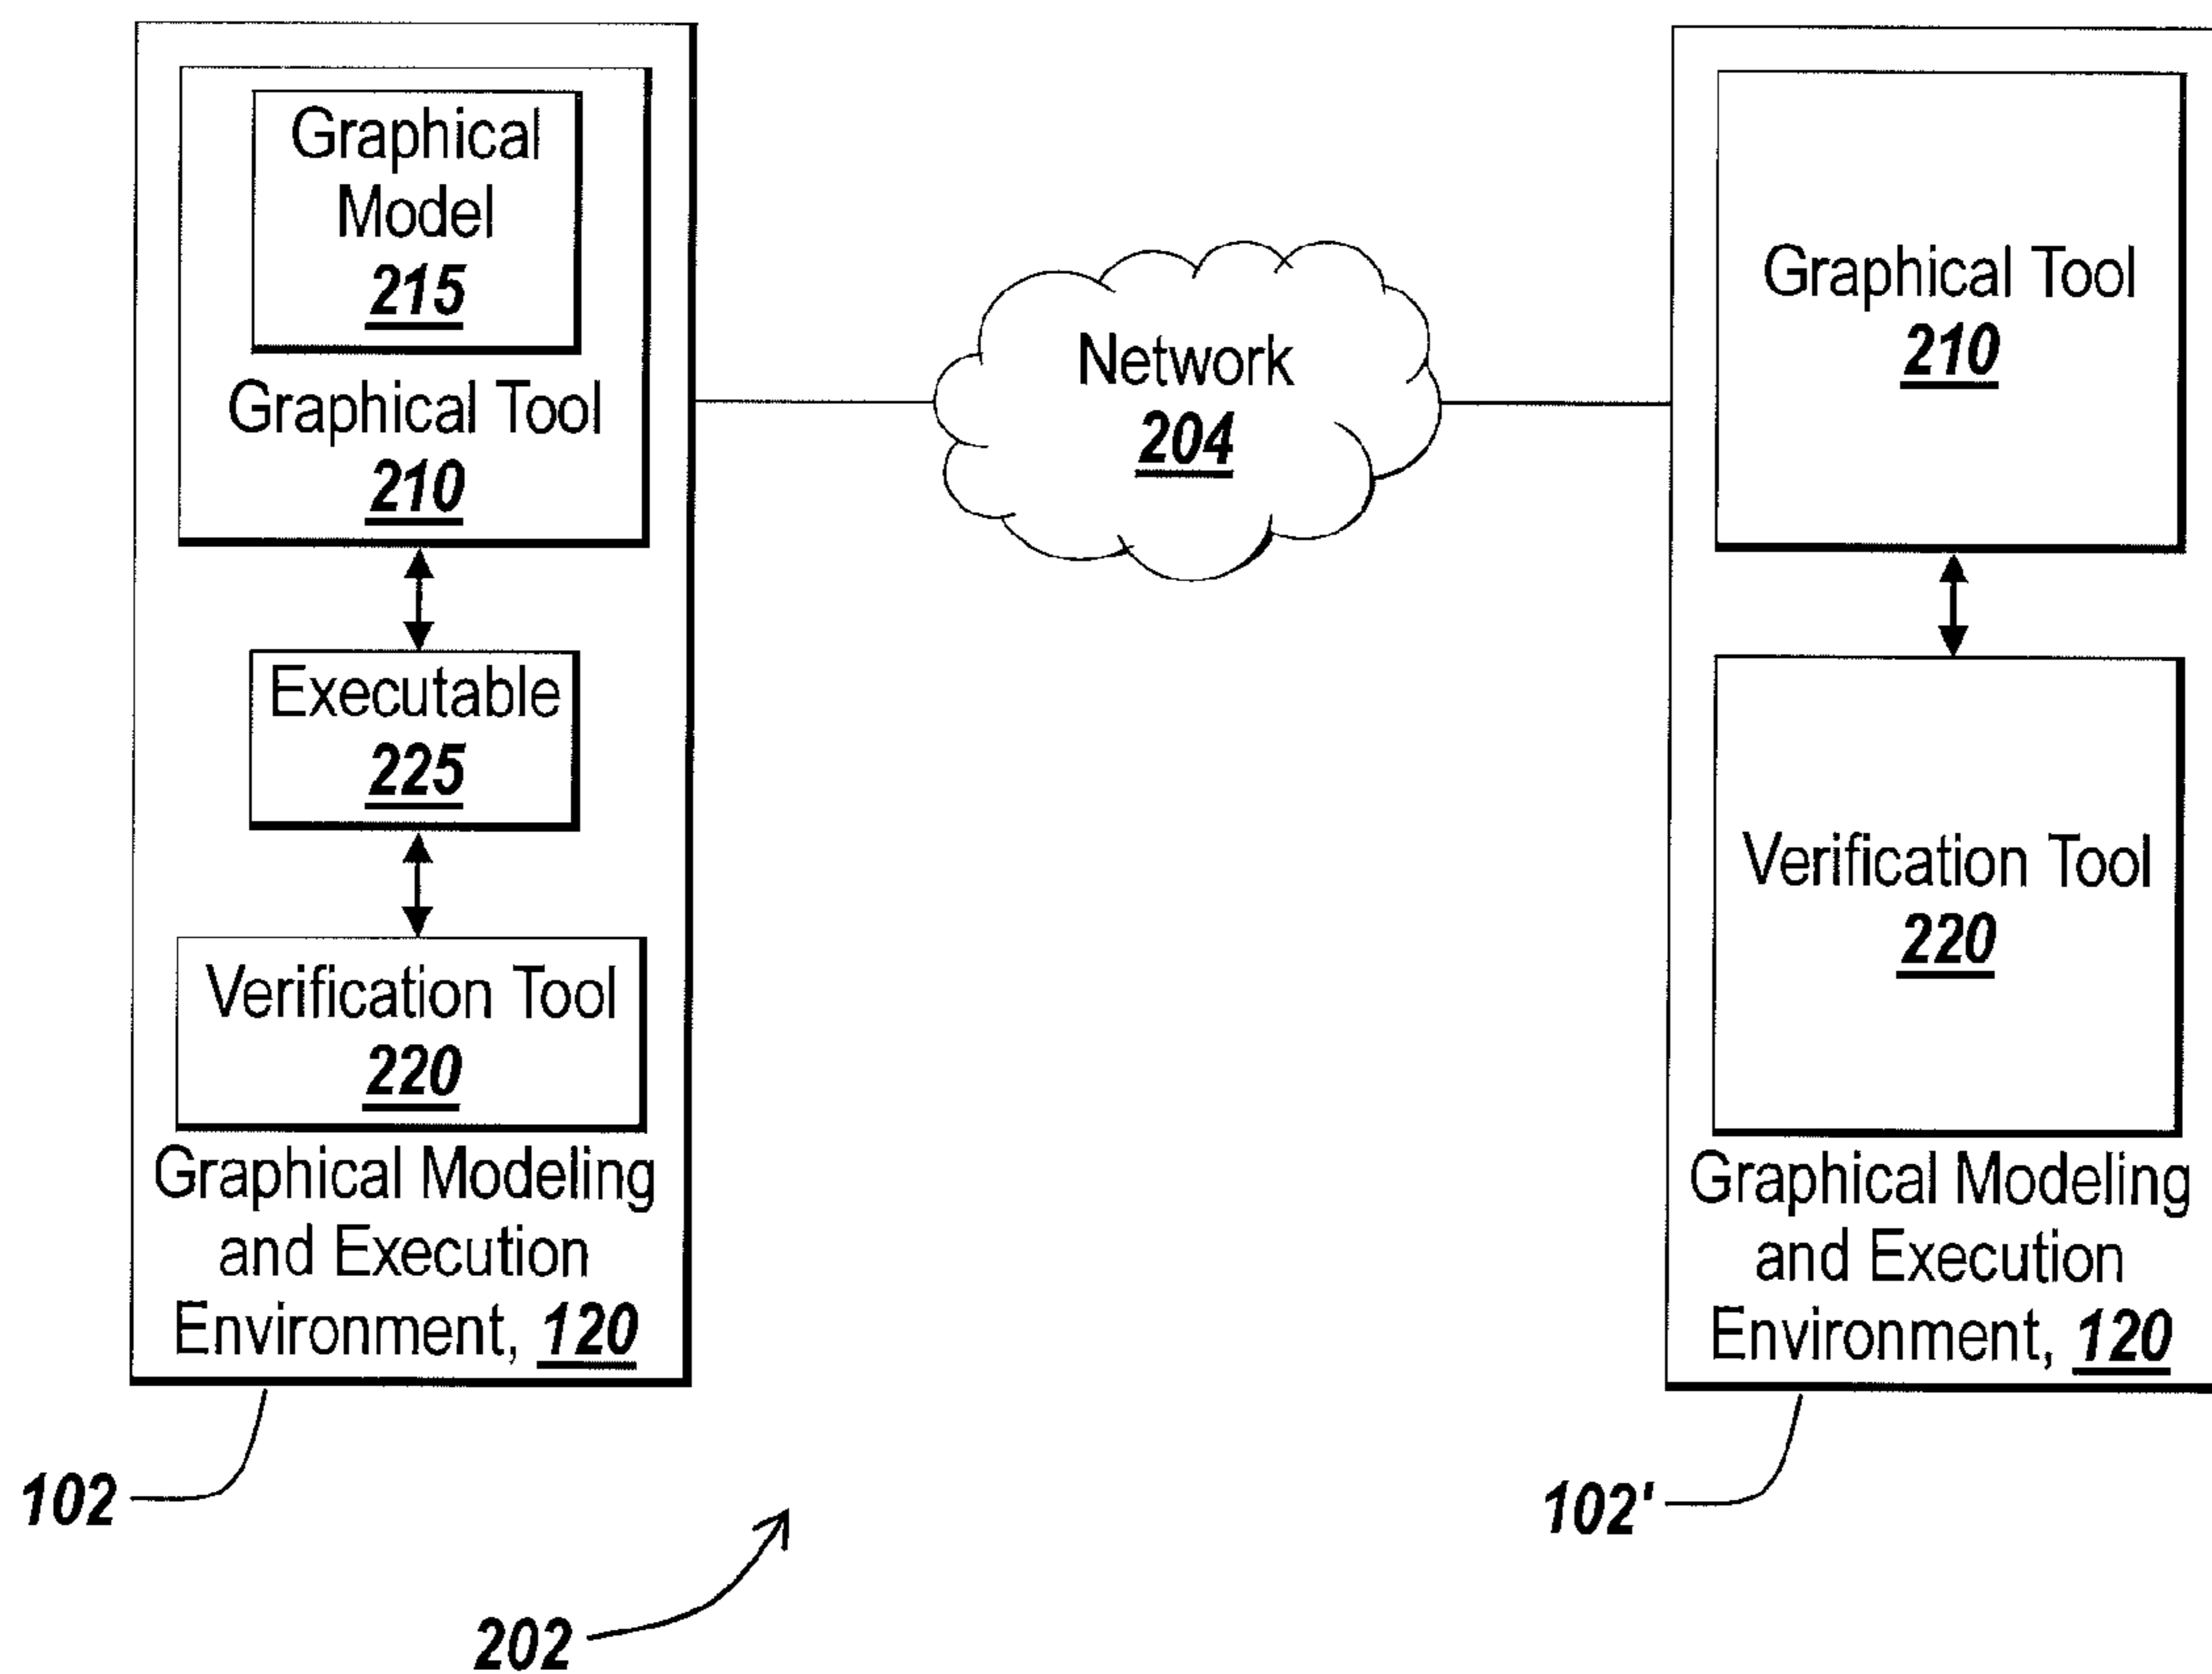 Graphical
Model
215
Graphical Tool
210
Executable
225
Verification Tool
220
Graphical Modeling
and Execution
Environment, 120
102
Network
204
Graphical Tool
210
Verification Tool
220
Graphical Modeling
and Execution
Environment, 120
102'
202